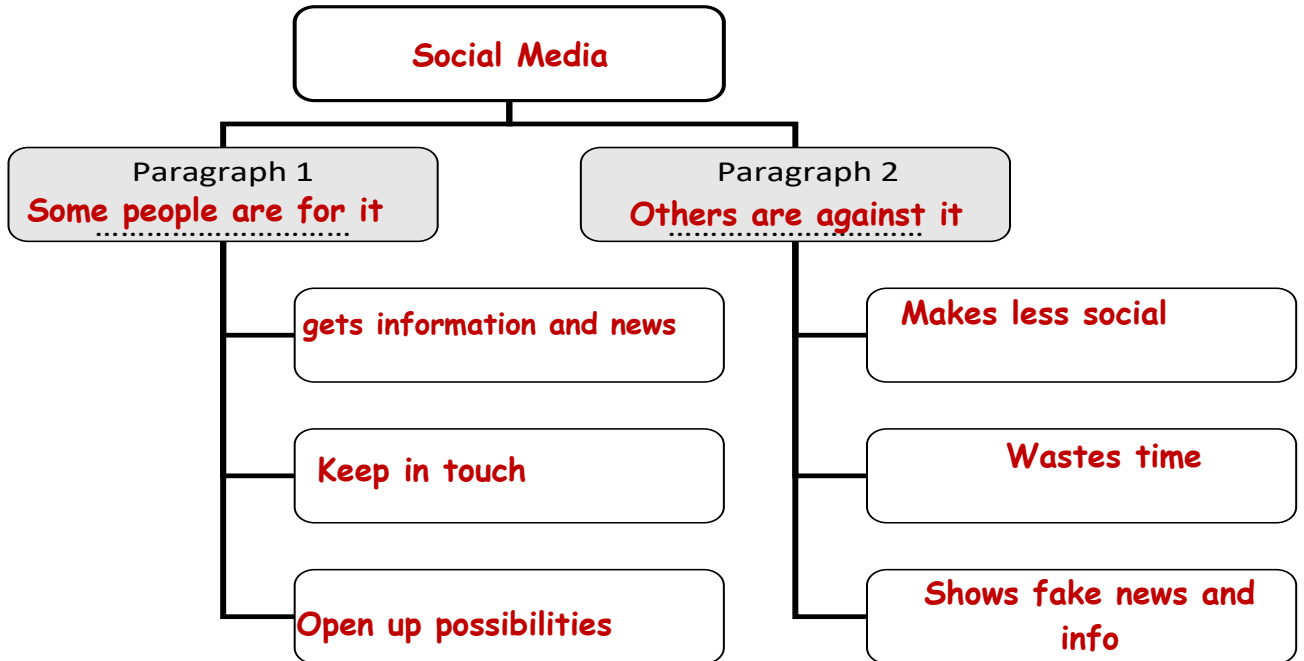 Social Media
Paragraph 1
Some people are for it
..............................
gets information and news
Keep in touch
Open up possibilities
Paragraph 2
Others are against it
..............................
Makes less social
Wastes time
Shows fake news and
info